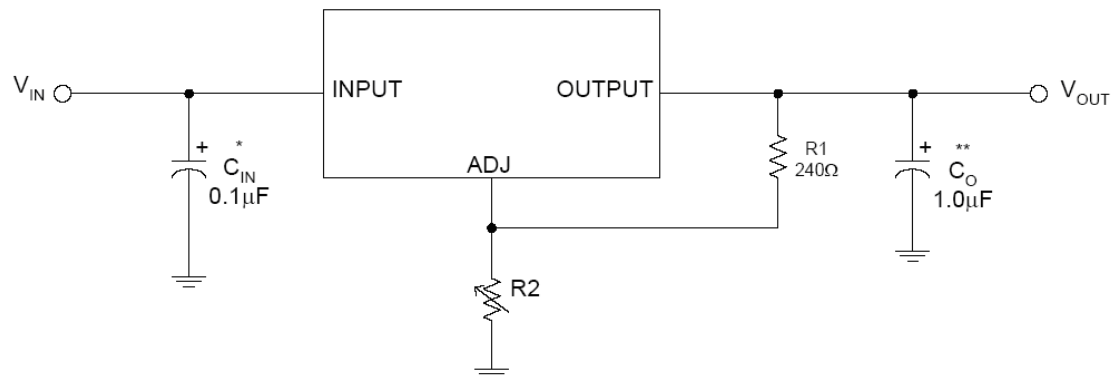 V_IN
INPUT
OUTPUT
V_OUT
ADJ
+
*
C_IN
0.1μF
R1
240Ω
+
**
C_O
1.0μF
R2